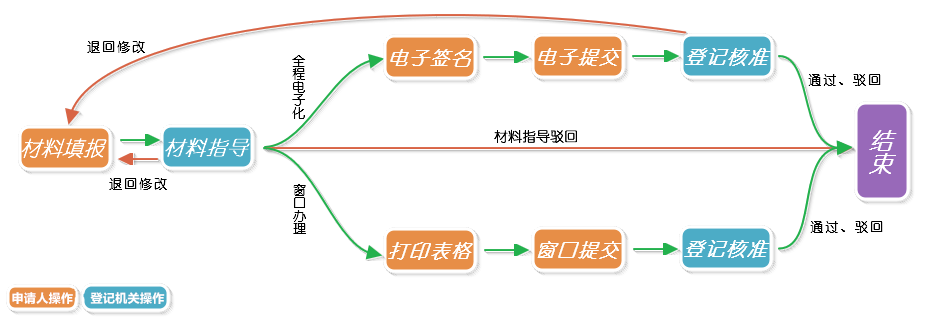 退回修改
全程电子化
电子签名
电子提交
登记核准
通过、驳回
材料填报
材料指导
材料指导驳回
结束
退回修改
窗口办理
打印表格
窗口提交
登记核准
通过、驳回
申请人操作
登记机关操作